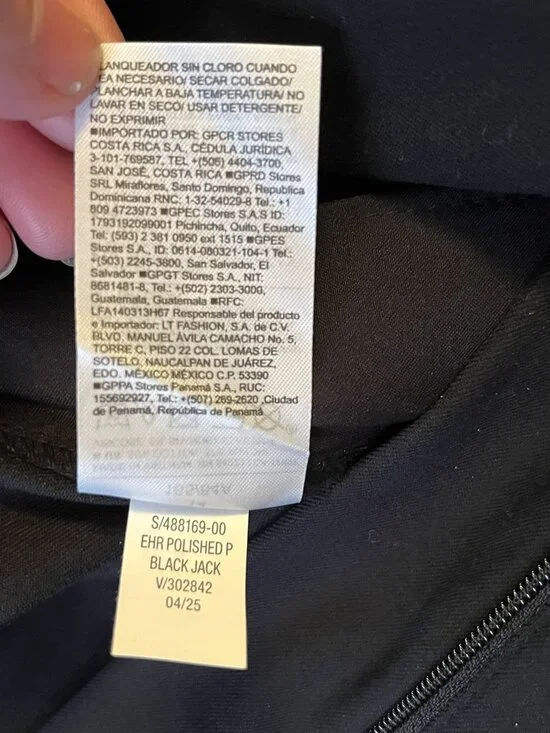 LANQUEADOR SIN CLORO CUANDO
EA NECESARIO/ SECAR COLGADO/
PLANCHAR A BAJA TEMPERATURA/ NO
LAVAR EN SECO/ USAR DETERGENTE/
NO EXPRIMIR
■IMPORTADO POR: GPCR STORES
COSTA RICA S.A., CÉDULA JURÍDICA
3-101-769587, TEL +(506) 4404-3700,
SAN JOSÉ, COSTA RICA ■GPRD Stores
SRL Miraflores, Santo Domingo, Republica
Dominicana RNC: 1-32-54029-8 Tel.: +1
809 4723973 ■GPEC Stores S.A.S ID:
1793192099001 Pichincha, Quito, Ecuador
Tel: (593) 2 381 0950 ext 1515 ■GPES
Stores S.A., ID: 0614-080321-104-1 Tel.:
+(503) 2245-3800, San Salvador, El
Salvador ■GPGT Stores S.A., NIT:
8681481-8, Tel.: +(502) 2303-3000,
Guatemala, Guatemala ■RFC:
LFA140313H67 Responsable del producto
e Importador: LT FASHION, S.A. de C.V.
BLVD. MANUEL ÁVILA CAMACHO No. 5,
TORRE C, PISO 22 COL. LOMAS DE
SOTELO, NAUCALPAN DE JUÁREZ,
EDO. MÉXICO MÉXICO C.P. 53390
■GPPA Stores Panamá S.A., RUC:
155692927, Tel.: +(507) 269-2620 ,Ciudad
de Panamá, República de Panamá
S/488169-00
EHR POLISHED P
BLACK JACK
V/302842
04/25